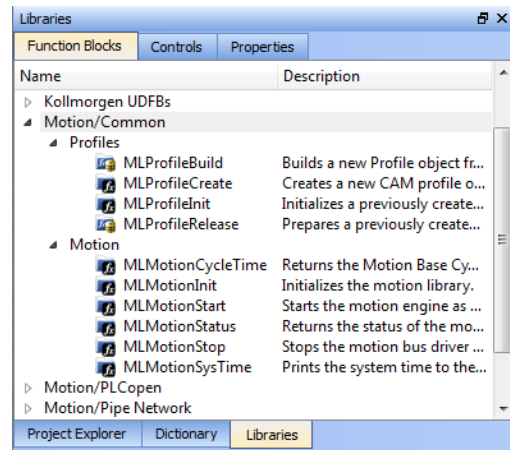 Libraries
Function Blocks Controls Properties
Name Description
Kollmorgen UDFBs
Motion/Common
Profiles
MLProfileBuild Builds a new Profile object fr...
MLProfileCreate Creates a new CAM profile o...
MLProfileInit Initializes a previously create...
MLProfileRelease Prepares a previously create...
Motion
MLMotionCycleTime Returns the Motion Base Cy...
MLMotionInit Initializes the motion library.
MLMotionStart Starts the motion engine as ...
MLMotionStatus Returns the status of the mo...
MLMotionStop Stops the motion bus driver ...
MLMotionSysTime Prints the system time to the...
Motion/PLCopen
Motion/Pipe Network
Project Explorer Dictionary Libraries